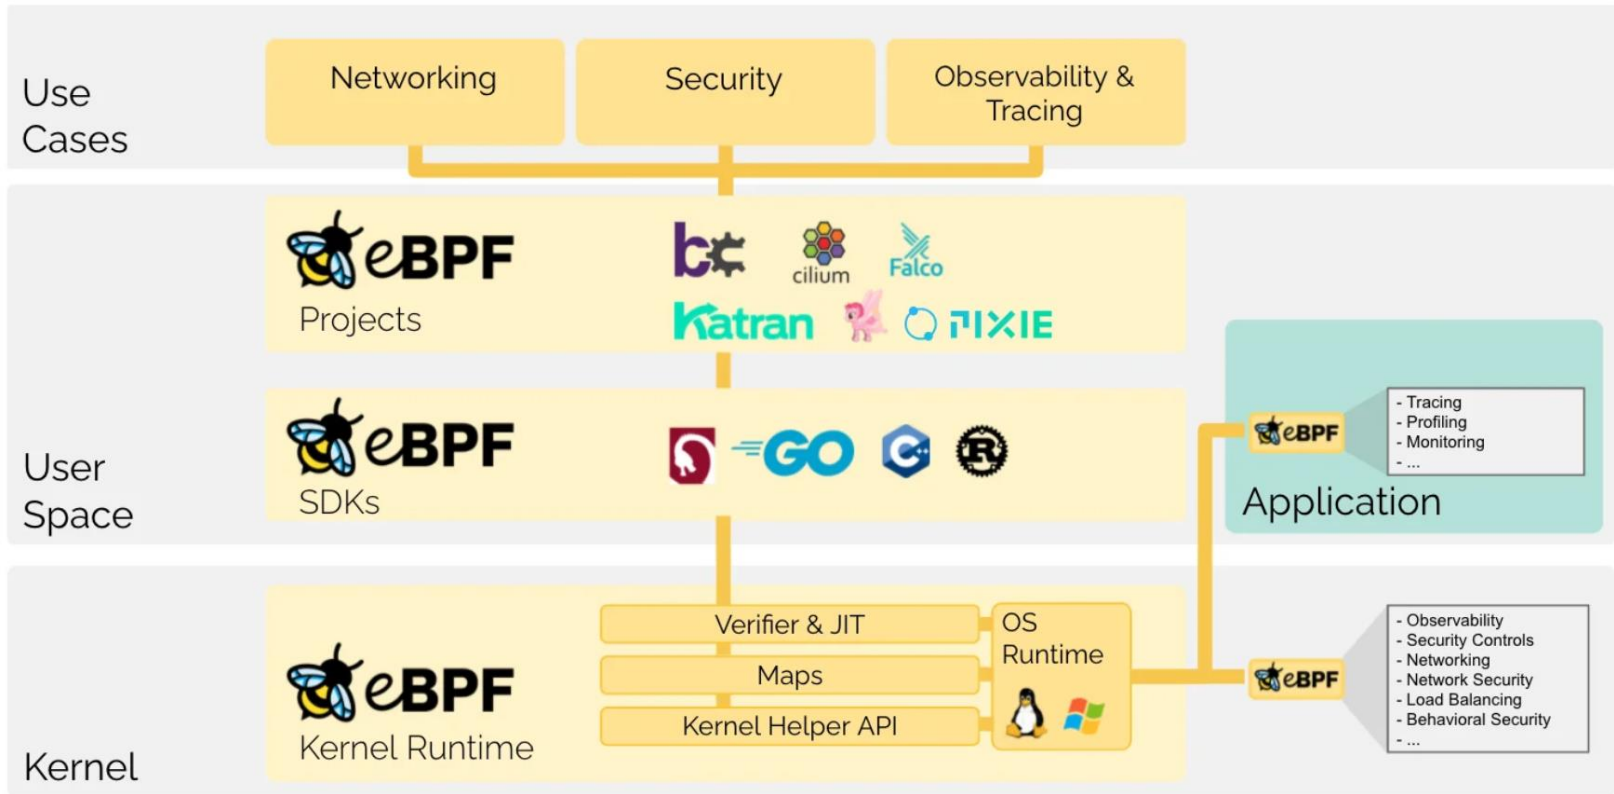 Use
Cases
Networking
Security
Observability &
Tracing
User
Space
eBPF
Projects
bcc
cilium
Falco
Katran
PIXIE
eBPF
SDKs
GO
C++
R
eBPF
- Tracing
- Profiling
- Monitoring
- ...
Application
Kernel
eBPF
Kernel Runtime
Verifier & JIT
Maps
Kernel Helper API
OS
Runtime
eBPF
- Observability
- Security Controls
- Networking
- Network Security
- Load Balancing
- Behavioral Security
- ...